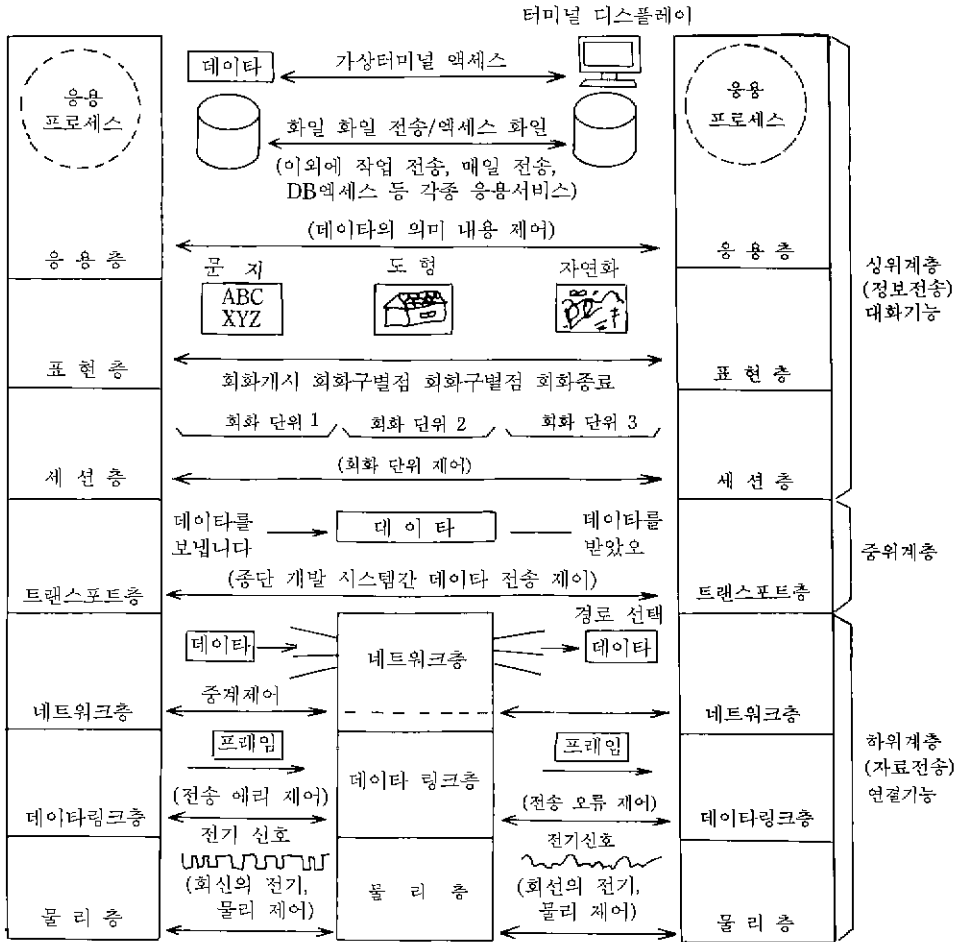 터미널 디스플레이
응용
프로세스
데이타
가상터미널 액세스
응용
프로세스
화일 화일 전송/액세스 화일
(이외에 작업 전송, 매일 전송,
DB엑세스 등 각종 응용서비스)
(데이타의 의미 내용 제어)
응 용 층
응 용 층
문 자
도 형
자연화
ABC
XYZ
상위계층
(정보전송)
대화기능
표 현 층
표 현 층
회화개시 회화구별점 회화구별점 회화종료
회화 단위 1
회화 단위 2
회화 단위 3
(회화 단위 제어)
세 션 층
세 션 층
데이타를
보냅니다
데 이 타
데이타를
받았오
중위계층
(종단 개발 시스템간 데이타 전송 제어)
트랜스포트층
트랜스포트층
경로 선택
데이타
네트워크층
데이타
중계제어
네트워크층
네트워크층
프레임
프레임
하위계층
(자료전송)
연결기능
데이타 링크층
(전송 에리 제어)
(전송 오류 제어)
데이타링크층
데이타링크층
전기 신호
전기신호
(회신의 전기,
물리 제어)
물 리 층
(회선의 전기,
물리 제어)
물 리 층
물 리 층